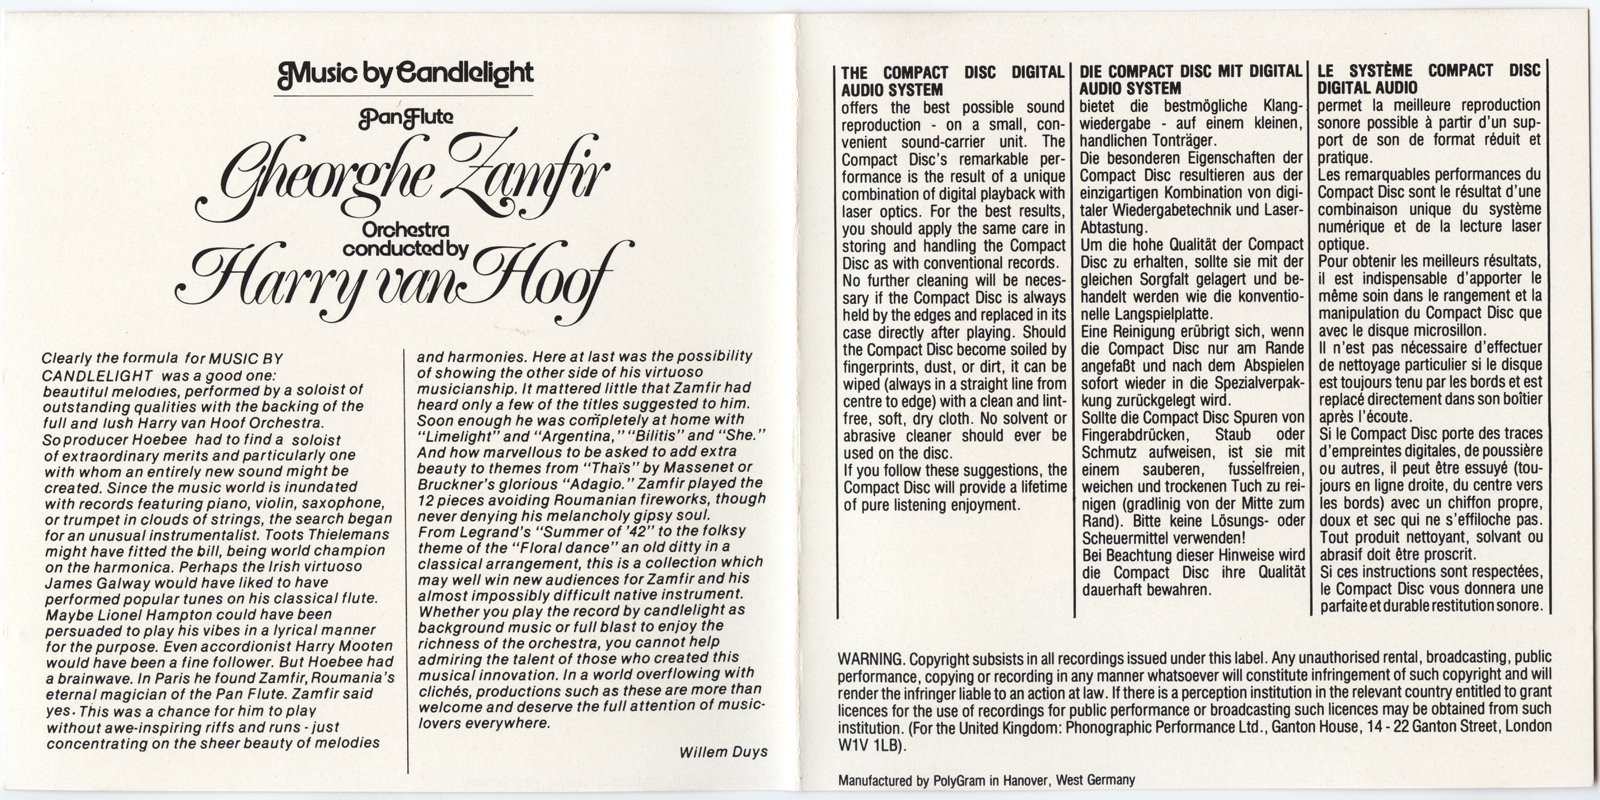 Music by Candlelight
Pan Flute
Gheorghe Zamfir
Orchestra
conducted by
Harry van Hoof
Clearly the formula for MUSIC BY
CANDLELIGHT was a good one:
beautiful melodies, performed by a soloist of
outstanding qualities with the backing of the
full and lush Harry van Hoof Orchestra.
So producer Hoebee had to find a soloist
of extraordinary merits and particularly one
with whom an entirely new sound might be
created. Since the music world is inundated
with records featuring piano, violin, saxophone,
or trumpet in clouds of strings, the search began
for an unusual instrumentalist. Toots Thielemans
might have fitted the bill, being world champion
on the harmonica. Perhaps the Irish virtuoso
James Galway would have liked to have
performed popular tunes on his classical flute.
Maybe Lionel Hampton could have been
persuaded to play his vibes in a lyrical manner
for the purpose. Even accordionist Harry Mooten
would have been a fine follower. But Hoebee had
a brainwave. In Paris he found Zamfir, Roumania's
eternal magician of the Pan Flute. Zamfir said
yes. This was a chance for him to play
without awe-inspiring riffs and runs - just
concentrating on the sheer beauty of melodies
and harmonies. Here at last was the possibility
of showing the other side of his virtuoso
musicianship. It mattered little that Zamfir had
heard only a few of the titles suggested to him.
Soon enough he was completely at home with
"Limelight" and "Argentina," "Bilitis" and "She."
And how marvellous to be asked to add extra
beauty to themes from "Thaïs" by Massenet or
Bruckner's glorious "Adagio." Zamfir played the
12 pieces avoiding Roumanian fireworks, though
never denying his melancholy gipsy soul.
From Legrand's "Summer of '42" to the folksy
theme of the "Floral dance" an old ditty in a
classical arrangement, this is a collection which
may well win new audiences for Zamfir and his
almost impossibly difficult native instrument.
Whether you play the record by candlelight as
background music or full blast to enjoy the
richness of the orchestra, you cannot help
admiring the talent of those who created this
musical innovation. In a world overflowing with
clichés, productions such as these are more than
welcome and deserve the full attention of music-
lovers everywhere.
Willem Duys
THE COMPACT DISC DIGITAL
AUDIO SYSTEM
offers the best possible sound
reproduction - on a small, con-
venient sound-carrier unit. The
Compact Disc's remarkable per-
formance is the result of a unique
combination of digital playback with
laser optics. For the best results,
you should apply the same care in
storing and handling the Compact
Disc as with conventional records.
No further cleaning will be neces-
sary if the Compact Disc is always
held by the edges and replaced in its
case directly after playing. Should
the Compact Disc become soiled by
fingerprints, dust, or dirt, it can be
wiped (always in a straight line from
centre to edge) with a clean and lint-
free, soft, dry cloth. No solvent or
abrasive cleaner should ever be
used on the disc.
If you follow these suggestions, the
Compact Disc will provide a lifetime
of pure listening enjoyment.
DIE COMPACT DISC MIT DIGITAL
AUDIO SYSTEM
bietet die bestmögliche Klang-
wiedergabe - auf einem kleinen,
handlichen Tonträger.
Die besonderen Eigenschaften der
Compact Disc resultieren aus der
einzigartigen Kombination von digi-
taler Wiedergabetechnik und Laser-
Abtastung.
Um die hohe Qualität der Compact
Disc zu erhalten, sollte sie mit der
gleichen Sorgfalt gelagert und be-
handelt werden wie die konventio-
nelle Langspielplatte.
Eine Reinigung erübrigt sich, wenn
die Compact Disc nur am Rande
angefaßt und nach dem Abspielen
sofort wieder in die Spezialverpak-
kung zurückgelegt wird.
Sollte die Compact Disc Spuren von
Fingerabdrücken, Staub oder
Schmutz aufweisen, ist sie mit
einem sauberen, fusselfreien,
weichen und trockenen Tuch zu rei-
nigen (gradlinig von der Mitte zum
Rand). Bitte keine Lösungs- oder
Scheuermittel verwenden!
Bei Beachtung dieser Hinweise wird
die Compact Disc ihre Qualität
dauerhaft bewahren.
LE SYSTÈME COMPACT DISC
DIGITAL AUDIO
permet la meilleure reproduction
sonore possible à partir d'un sup-
port de son de format réduit et
pratique.
Les remarquables performances du
Compact Disc sont le résultat d'une
combinaison unique du système
numérique et de la lecture laser
optique.
Pour obtenir les meilleurs résultats,
il est indispensable d'apporter le
même soin dans le rangement et la
manipulation du Compact Disc que
avec le disque microsillon.
Il n'est pas nécessaire d'effectuer
de nettoyage particulier si le disque
est toujours tenu par les bords et est
replacé directement dans son boîtier
après l'écoute.
Si le Compact Disc porte des traces
d'empreintes digitales, de poussière
ou autres, il peut être essuyé (tou-
jours en ligne droite, du centre vers
les bords) avec un chiffon propre,
doux et sec qui ne s'effiloche pas.
Tout produit nettoyant, solvant ou
abrasif doit être proscrit.
Si ces instructions sont respectées,
le Compact Disc vous donnera une
parfaite et durable restitution sonore.
WARNING. Copyright subsists in all recordings issued under this label. Any unauthorised rental, broadcasting, public
performance, copying or recording in any manner whatsoever will constitute infringement of such copyright and will
render the infringer liable to an action at law. If there is a perception institution in the relevant country entitled to grant
licences for the use of recordings for public performance or broadcasting such licences may be obtained from such
institution. (For the United Kingdom: Phonographic Performance Ltd., Ganton House, 14 - 22 Ganton Street, London
W1V 1LB).
Manufactured by PolyGram in Hanover, West Germany